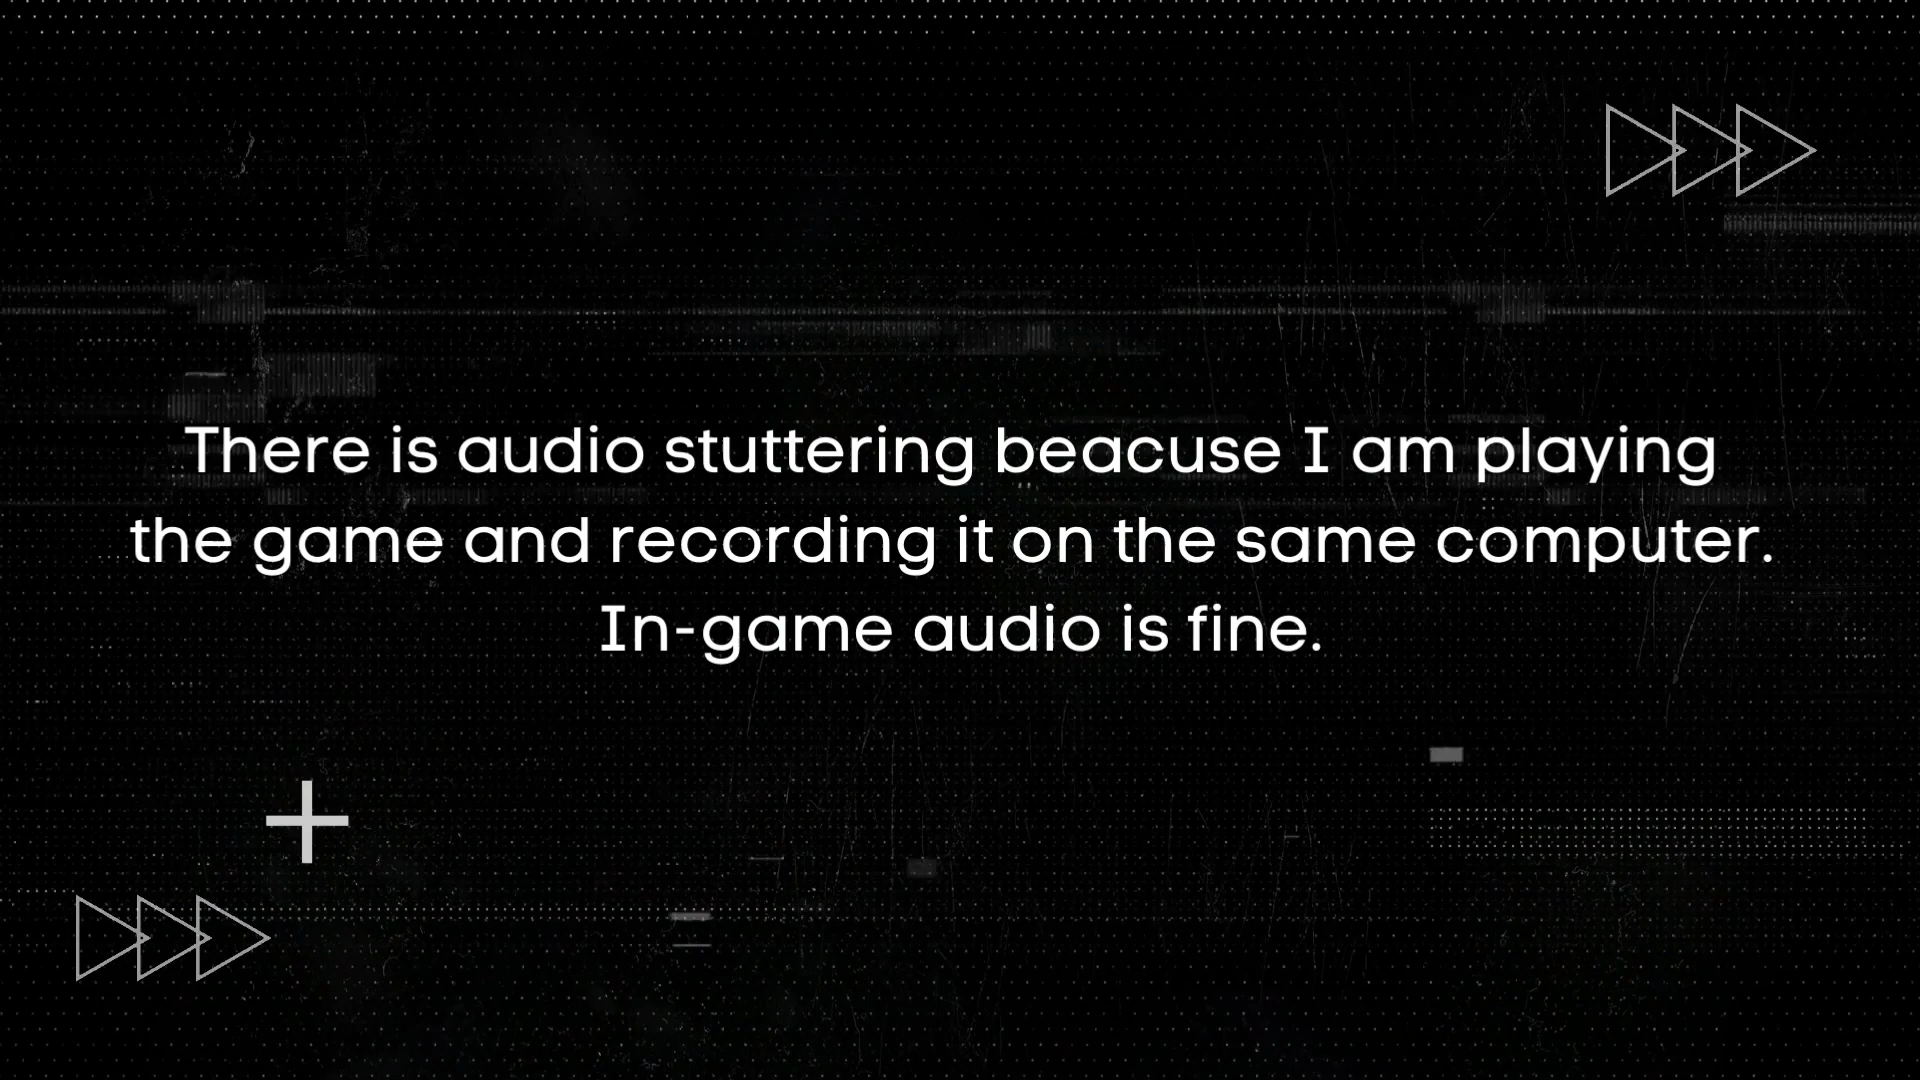 There is audio stuttering beacuse I am playing
the game and recording it on the same computer.
In-game audio is fine.